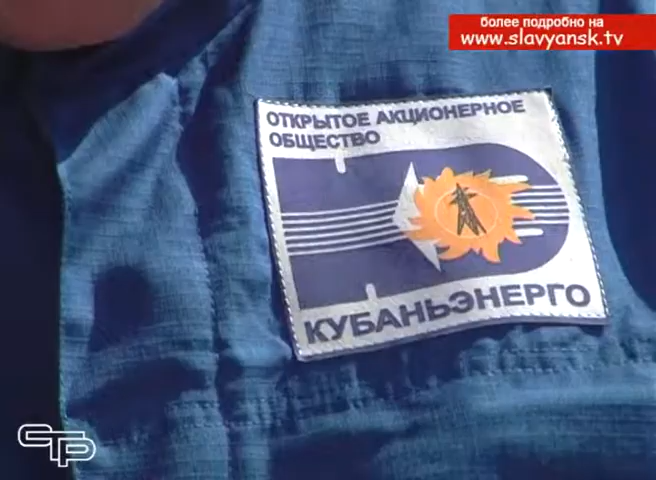 более подробно на
www.slavyansk.tv
ОТКРЫТОЕ АКЦИОНЕРНОЕ
ОБЩЕСТВО
КУБАНЬЭНЕРГО
СТР